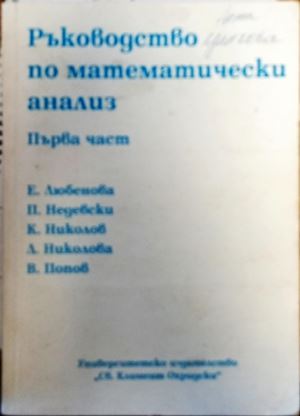 Ръководство
по математически
анализ
Първа част
Е. Любенова
П. Недевски
К. Николов
Л. Николова
В. Попов
Университетско издателство
„Св. Климент Охридски“